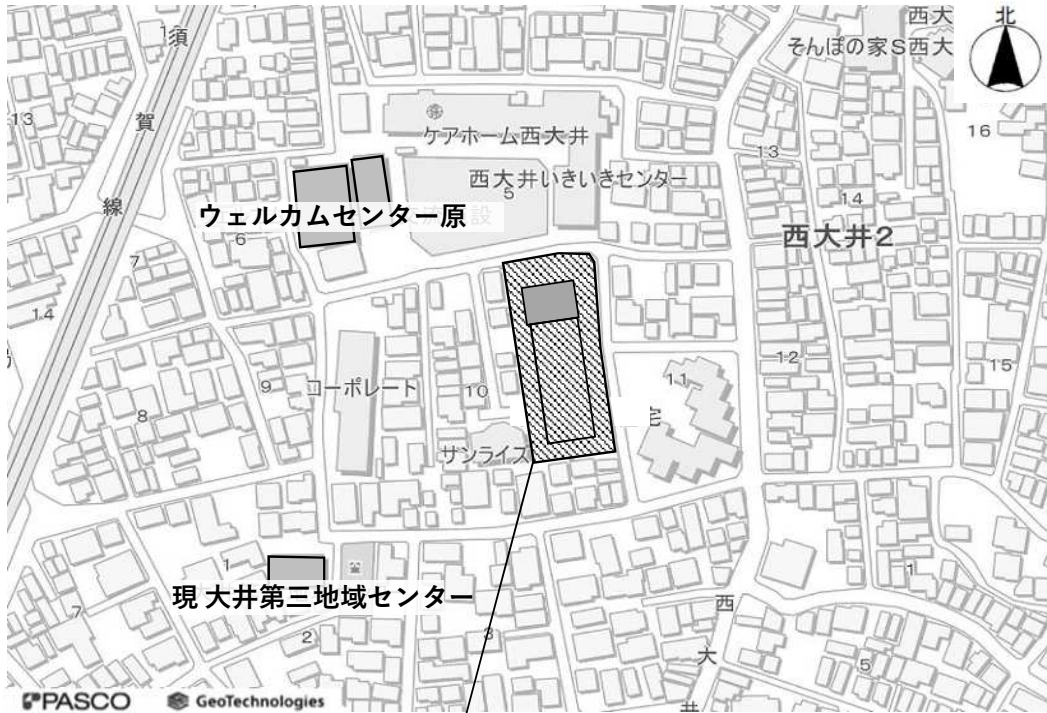 須
賀
線
13
14
7
6
8
9
10
5
11
12
13
14
15
16
1
2
3
5
7
1
西大
そんぽの家S西大
北
ケアホーム西大井
西大井いきいきセンター
設
ウェルカムセンター原
西大井2
コーポレート
サンライズ
宅
現 大井第三地域センター
西
大
井
PASCO
GeoTechnologies